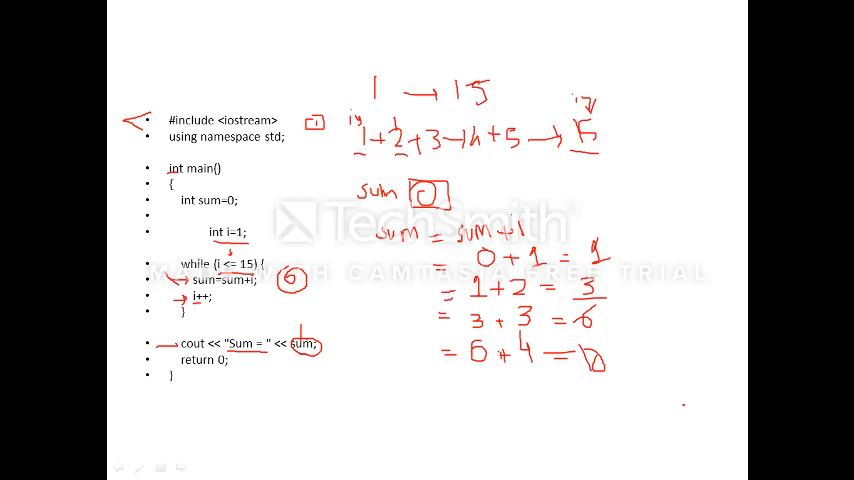 #include <iostream>
using namespace std;
int main()
{
int sum=0;
int i=1;
while (i <= 15) {
sum=sum+i;
i++;
}
cout << "Sum = " << sum;
return 0;
}
1 → 15
1 + 2 + 3 + 4 + 5 → 15
sum 0
sum = sum + i
= 0 + 1 = 1
= 1 + 2 = 3
= 3 + 3 = 6
= 6 + 4 = 10
6
TechSmith
MADE WITH CAMTASIA FREE TRIAL